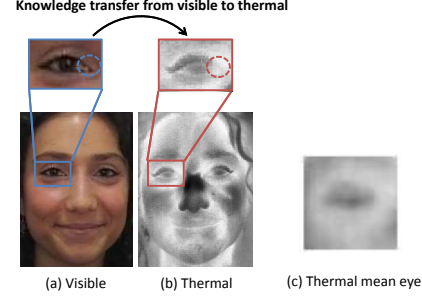 Knowledge transfer from visible to thermal
(a) Visible
(b) Thermal
(c) Thermal mean eye